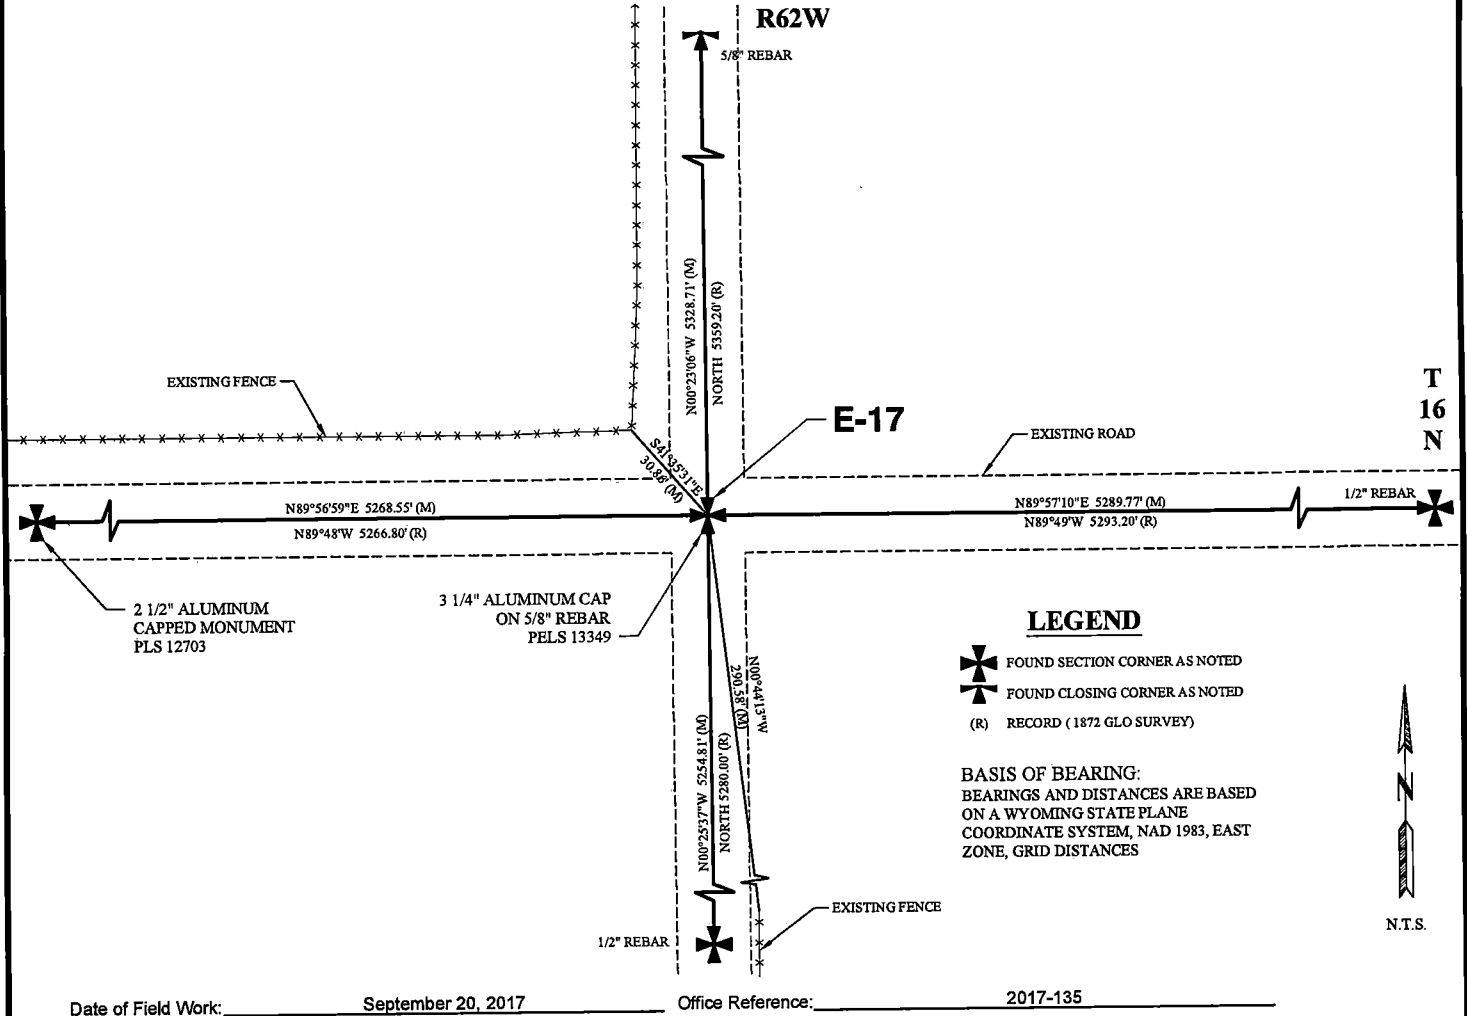 R62W
5/8" REBAR
N00°23'06"W 5328.71' (M)
NORTH 5359.20' (R)
EXISTING FENCE
T
16
N
E-17
EXISTING ROAD
S41°35'31"E
30.86' (M)
N89°56'59"E 5268.55' (M)
N89°48'W 5266.80' (R)
N89°57'10"E 5289.77' (M)
N89°49'W 5293.20' (R)
1/2" REBAR
2 1/2" ALUMINUM
CAPPED MONUMENT
PLS 12703
3 1/4" ALUMINUM CAP
ON 5/8" REBAR
PELS 13349
LEGEND
FOUND SECTION CORNER AS NOTED
FOUND CLOSING CORNER AS NOTED
(R) RECORD ( 1872 GLO SURVEY)
N00°44'13"W
290.58' (M)
N00°25'37"W 5254.81' (M)
NORTH 5280.00' (R)
BASIS OF BEARING:
BEARINGS AND DISTANCES ARE BASED
ON A WYOMING STATE PLANE
COORDINATE SYSTEM, NAD 1983, EAST
ZONE, GRID DISTANCES
N
N.T.S.
EXISTING FENCE
1/2" REBAR
Date of Field Work: September 20, 2017 Office Reference: 2017-135